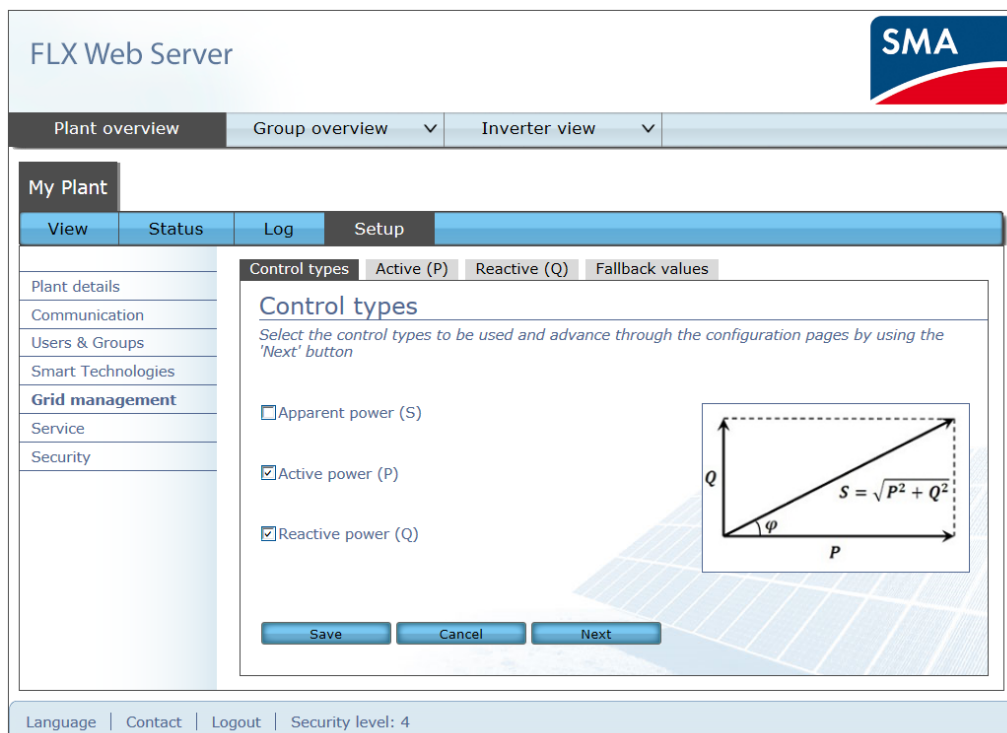 FLX Web Server
SMA
Plant overview
Group overview
Inverter view
My Plant
View
Status
Log
Setup
Plant details
Communication
Users & Groups
Smart Technologies
Grid management
Service
Security
Control types
Active (P)
Reactive (Q)
Fallback values
Control types
Select the control types to be used and advance through the configuration pages by using the
'Next' button
Apparent power (S)
Active power (P)
Reactive power (Q)
Q
S = √P² + Q²
φ
P
Save
Cancel
Next
Language | Contact | Logout | Security level: 4